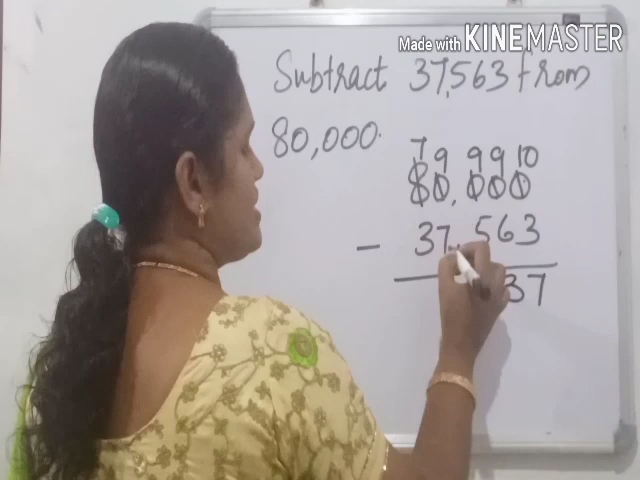 Made with KINEMASTER
Subtract 37,563 from
80,000.
7 9 9 9 10
80,000
- 37,563
37